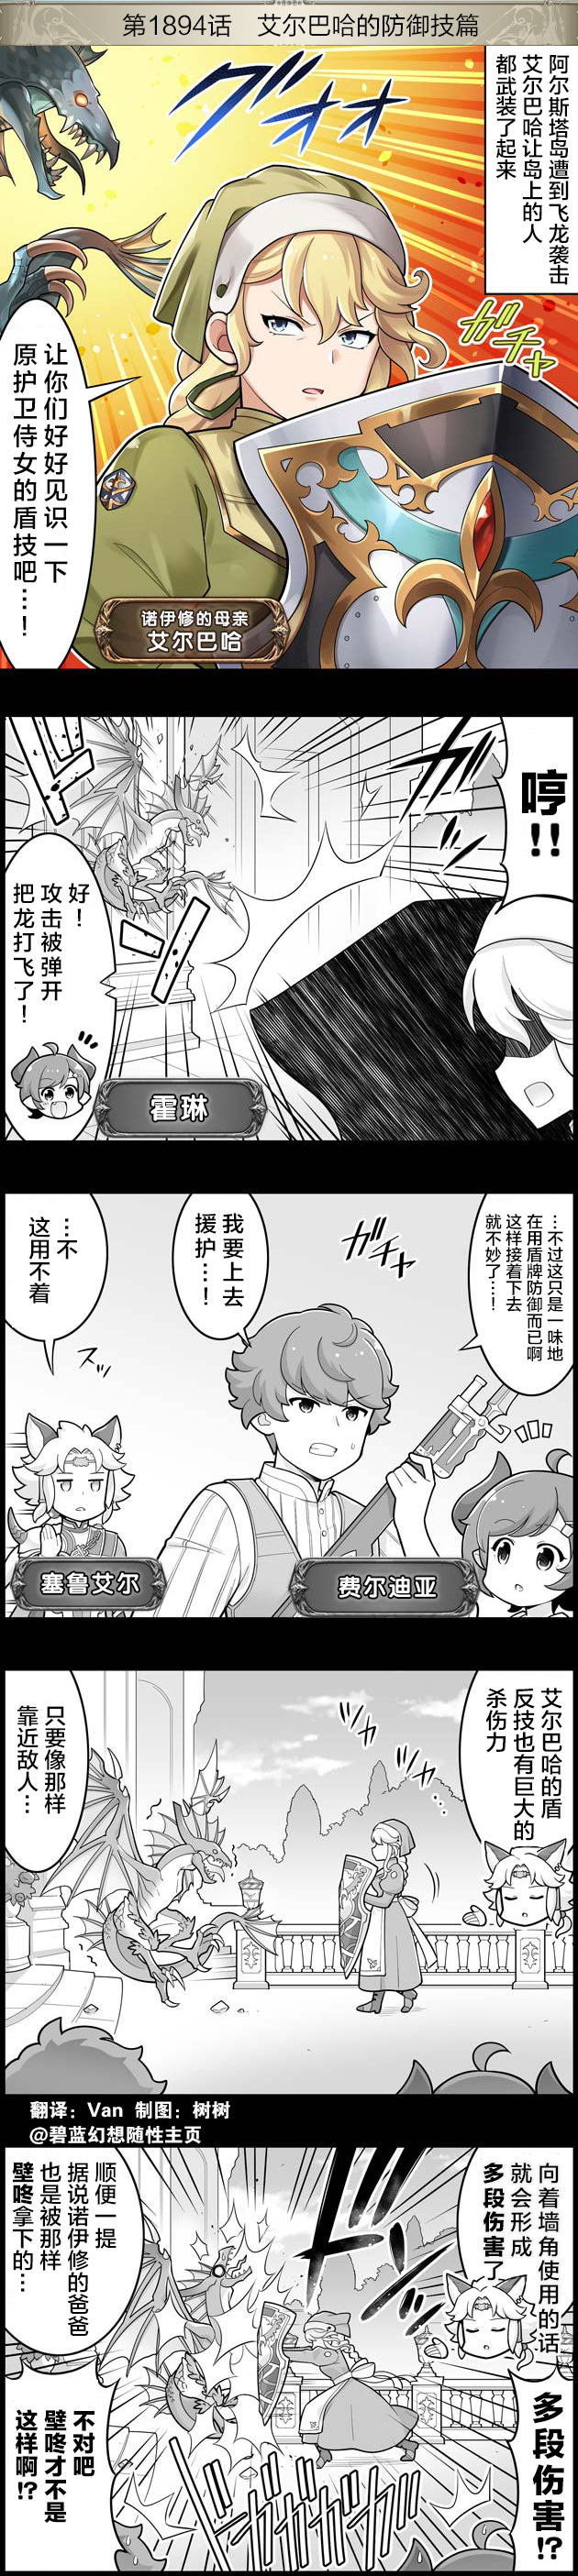 第1894话　艾尔巴哈的防御技篇
阿尔斯塔岛遭到飞龙袭击
艾尔巴哈让岛上的人
都武装了起来
グオオ
ガチャ
让你们好好见识一下
原护卫侍女的盾技吧…！
诺伊修的母亲
艾尔巴哈
哼!!
好！
攻击被弹开
把龙打飞了！
霍琳
…不过这只是一味地
在用盾牌防御而已啊
这样接着下去
就不妙了…！
ガチャ
我要上去
援护…！
…不
这用不着
スッ
塞鲁艾尔
费尔迪亚
艾尔巴哈的盾
反技也有巨大的
杀伤力
ツカ
ツカ…
只要像那样
靠近敌人…
翻译：Van 制图：树树
@碧蓝幻想随性主页
向着墙角使用的话
就会形成
多段伤害了
多段伤害!?
顺便一提
据说诺伊修的爸爸
也是被那样
壁咚拿下的…
ドガガガガ
不对吧
壁咚才不是
这样啊!?